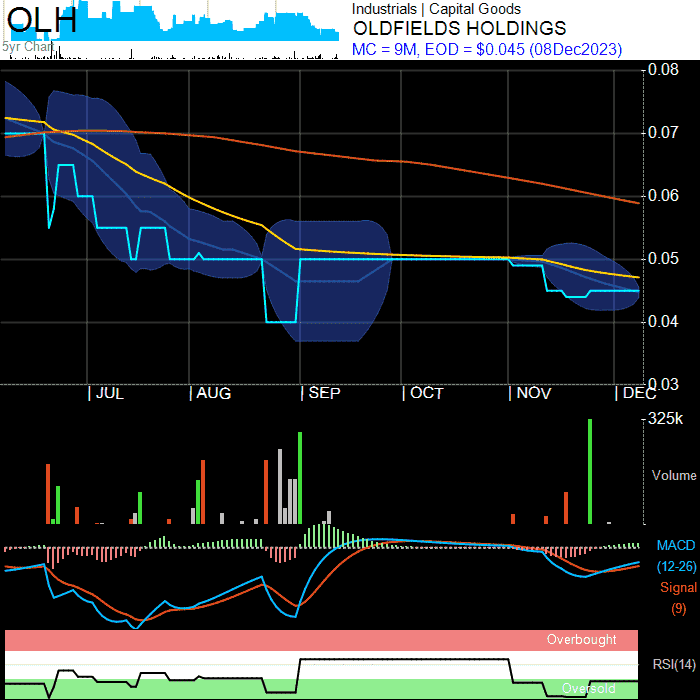 OLH
5yr Chart
Industrials | Capital Goods
OLDFIELDS HOLDINGS
MC = 9M, EOD = $0.045 (08Dec2023)
0.08
0.07
0.06
0.05
0.04
0.03
JUL AUG SEP OCT NOV DEC
325k
Volume
MACD
(12-26)
Signal
(9)
Overbought
RSI(14)
Oversold